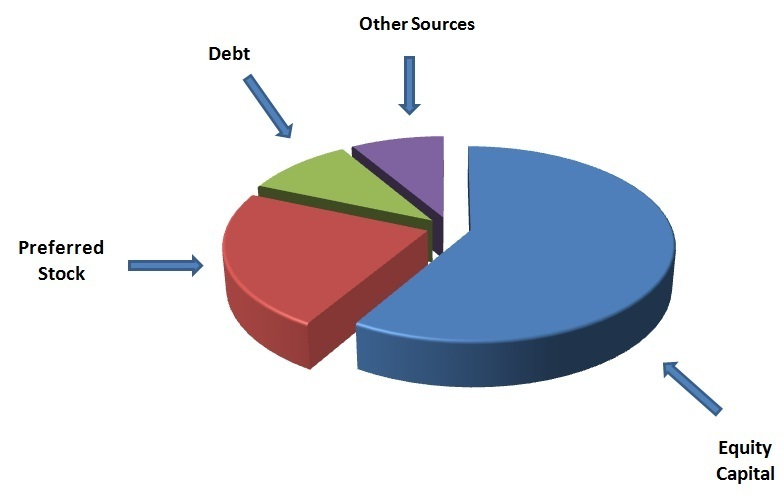 Other Sources
Debt
Preferred
Stock
Equity
Capital